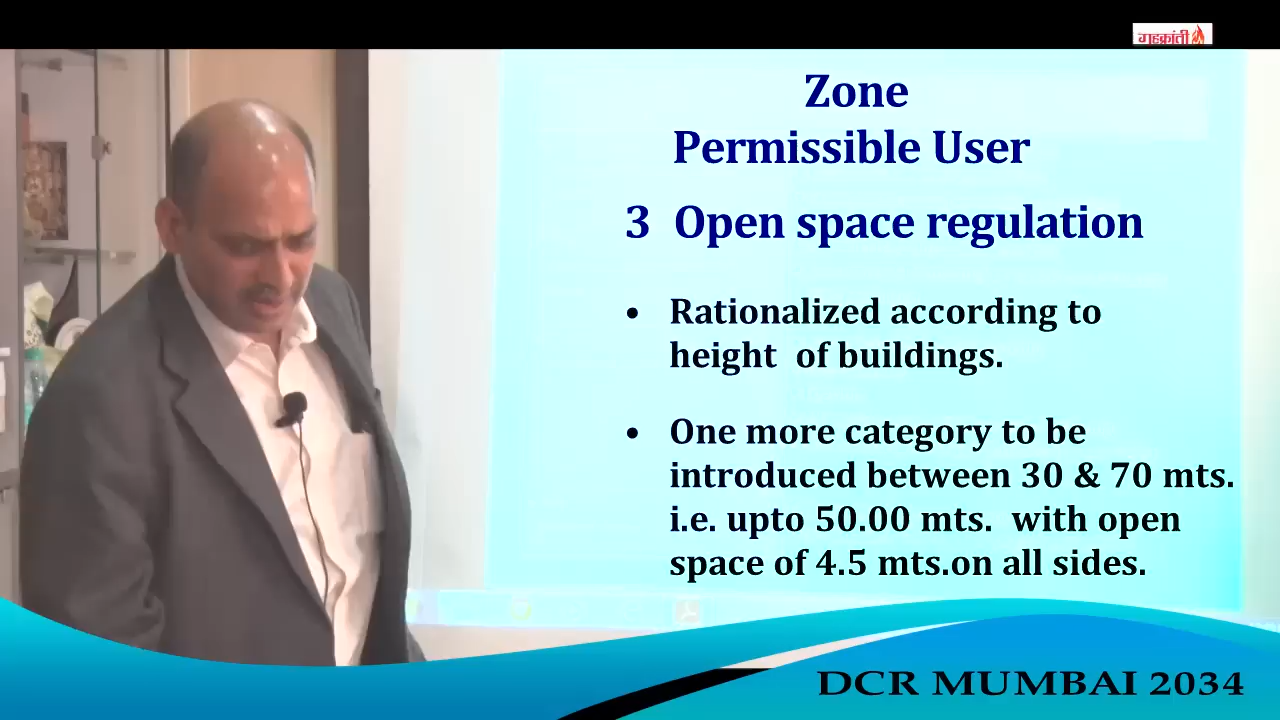 गृहक्रांती
Zone
Permissible User
3 Open space regulation
• Rationalized according to
height of buildings.
• One more category to be
introduced between 30 & 70 mts.
i.e. upto 50.00 mts. with open
space of 4.5 mts.on all sides.
DCR MUMBAI 2034